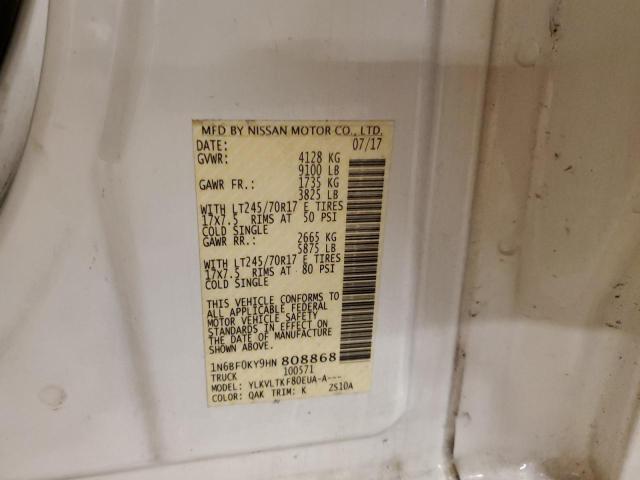 MFD BY NISSAN MOTOR CO., LTD.
DATE: 07/17
GVWR: 4128 KG
9100 LB
GAWR FR.: 1735 KG
3825 LB
WITH LT245/70R17 E TIRES
17X7.5 RIMS AT 50 PSI
COLD SINGLE
GAWR RR.: 2665 KG
5875 LB
WITH LT245/70R17 E TIRES
17X7.5 RIMS AT 80 PSI
COLD SINGLE
THIS VEHICLE CONFORMS TO
ALL APPLICABLE FEDERAL
MOTOR VEHICLE SAFETY
STANDARDS IN EFFECT ON
THE DATE OF MANUFACTURE
SHOWN ABOVE.
1N6BF0KY9HN808868
TRUCK 100571
MODEL: YLKVLTKF80EUA-A---
COLOR: QAK TRIM: K ZS10A